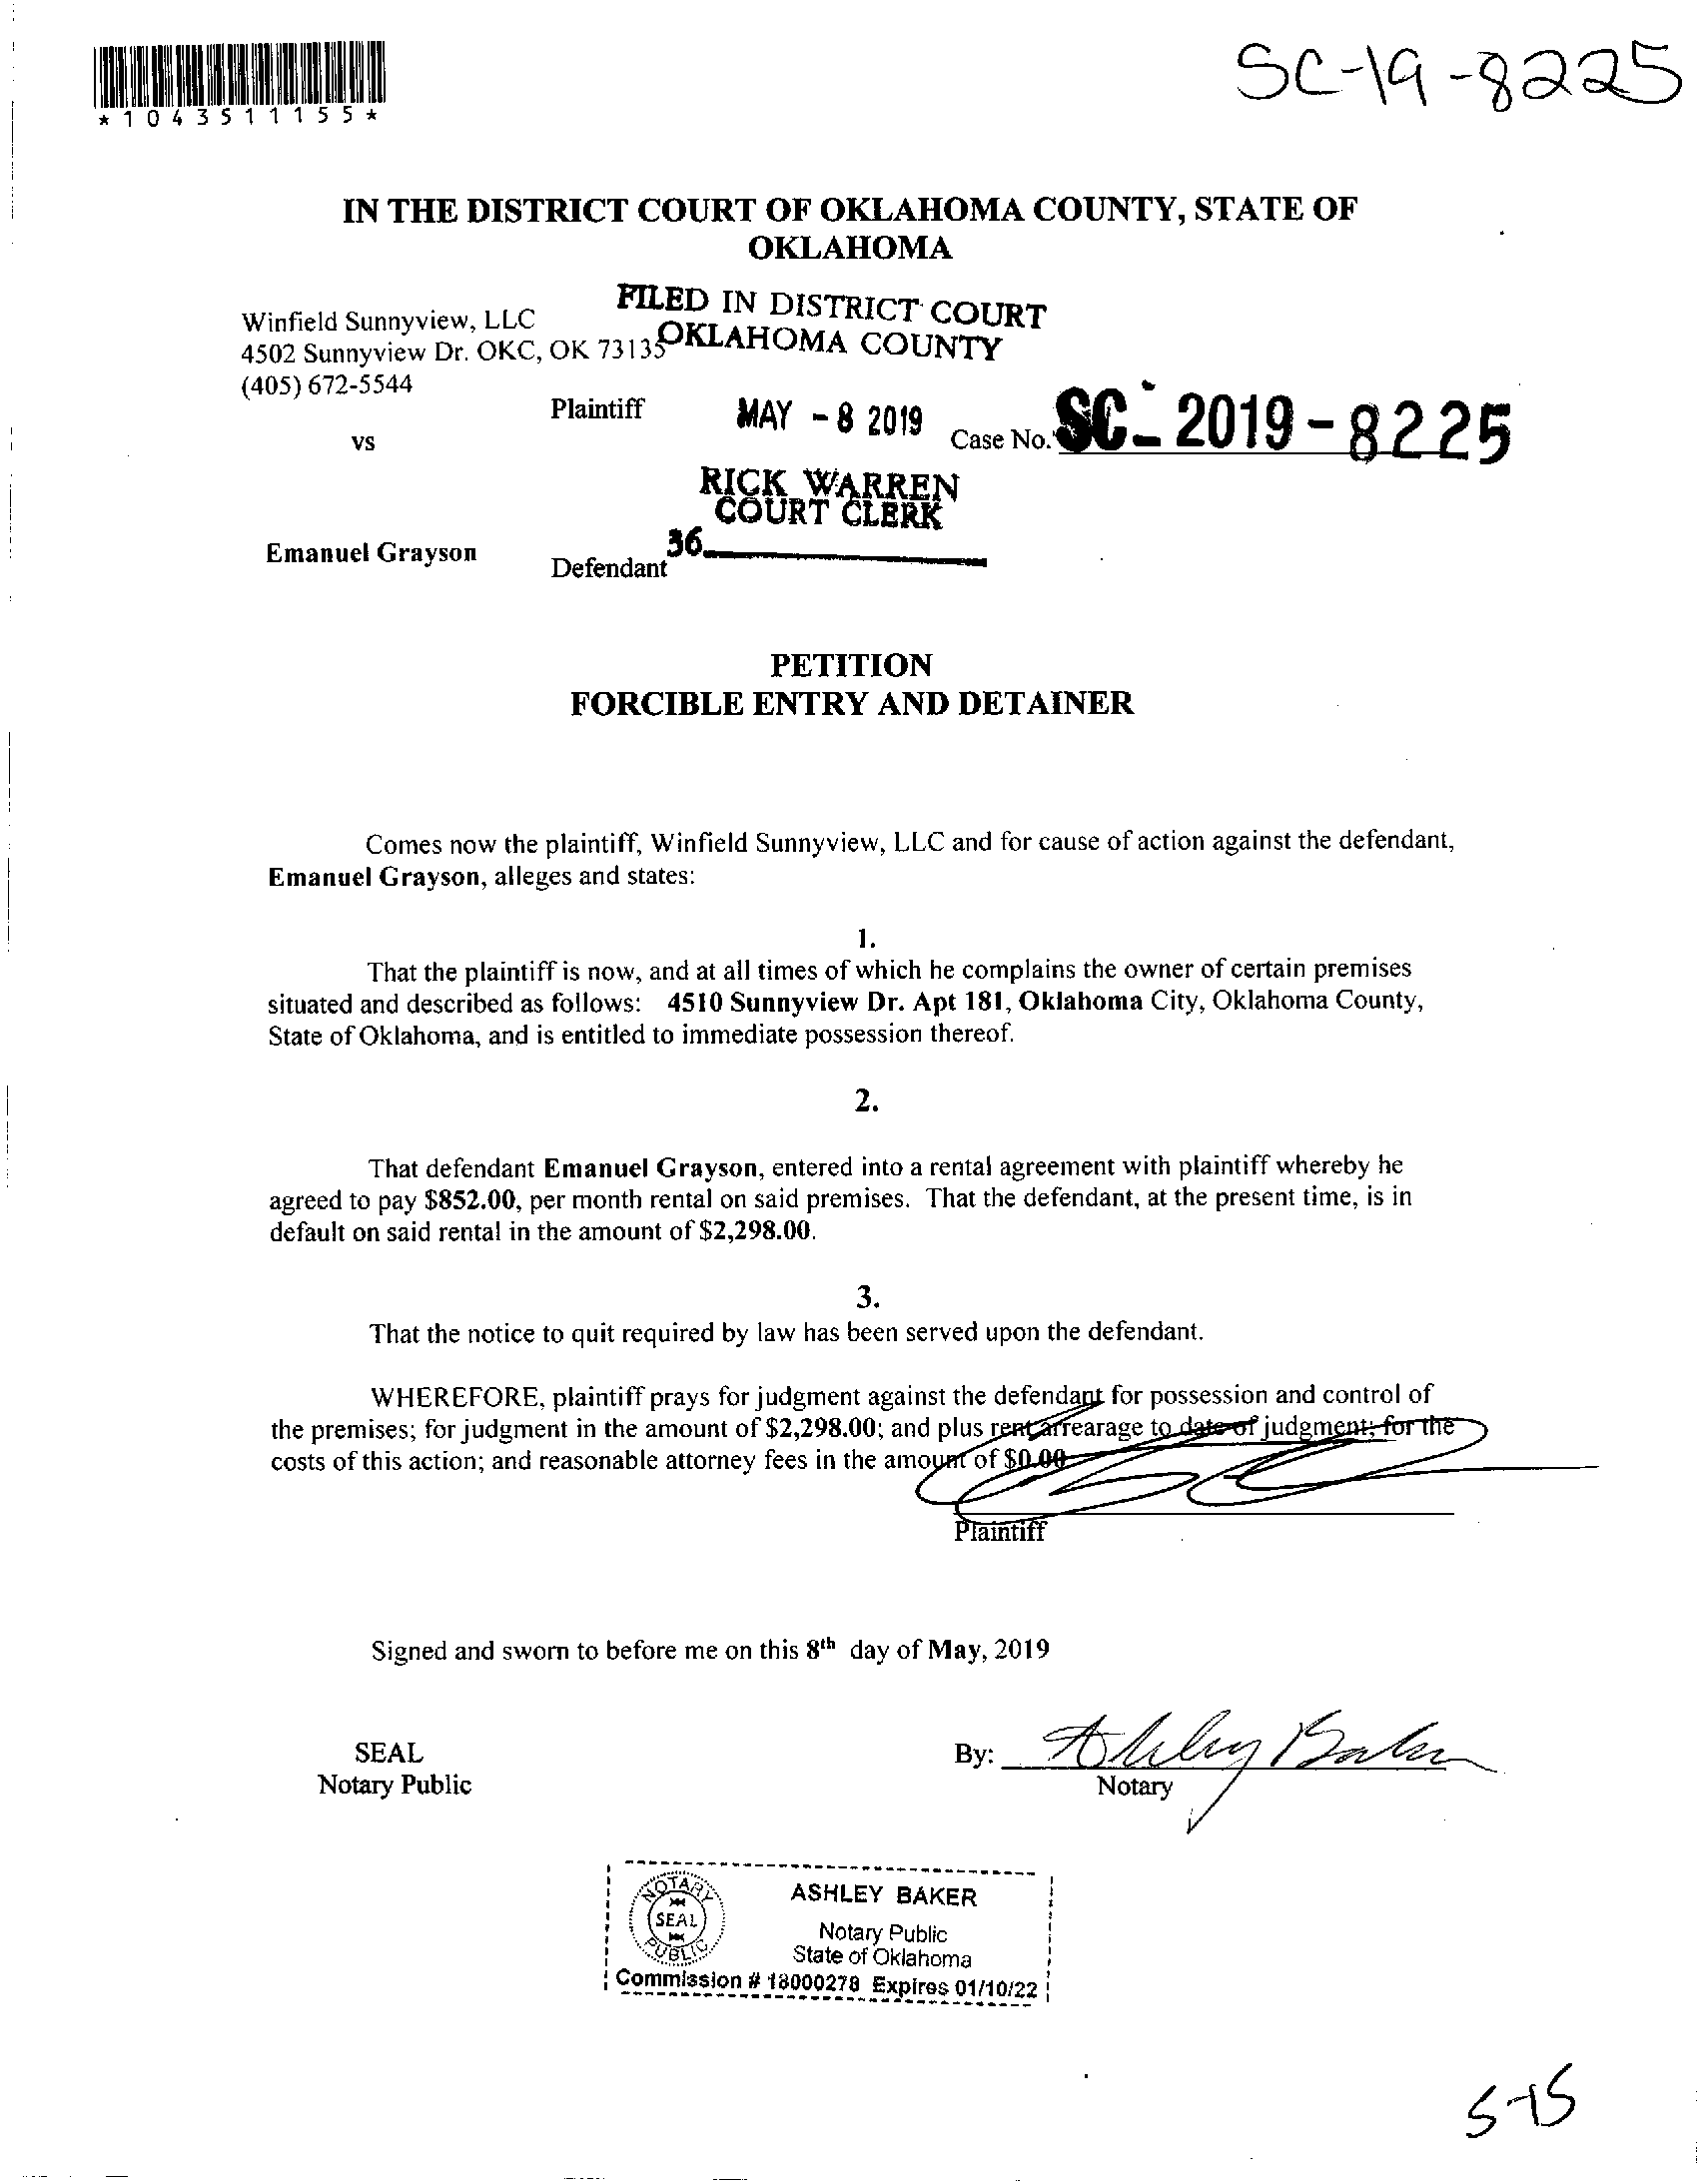 SC-19-8225
*1043511155*
IN THE DISTRICT COURT OF OKLAHOMA COUNTY, STATE OF
OKLAHOMA
FILED IN DISTRICT COURT
OKLAHOMA COUNTY
Winfield Sunnyview, LLC
4502 Sunnyview Dr. OKC, OK 73135
(405) 672-5544
Plaintiff
MAY - 8 2019
Case No. SC- 2019-8225
vs
RICK WARREN
COURT CLERK
36
Emanuel Grayson
Defendant
PETITION
FORCIBLE ENTRY AND DETAINER
Comes now the plaintiff, Winfield Sunnyview, LLC and for cause of action against the defendant,
Emanuel Grayson, alleges and states:
1.
That the plaintiff is now, and at all times of which he complains the owner of certain premises
situated and described as follows: 4510 Sunnyview Dr. Apt 181, Oklahoma City, Oklahoma County,
State of Oklahoma, and is entitled to immediate possession thereof.
2.
That defendant Emanuel Grayson, entered into a rental agreement with plaintiff whereby he
agreed to pay $852.00, per month rental on said premises. That the defendant, at the present time, is in
default on said rental in the amount of $2,298.00.
3.
That the notice to quit required by law has been served upon the defendant.
WHEREFORE, plaintiff prays for judgment against the defendant for possession and control of
the premises; for judgment in the amount of $2,298.00; and plus rent arrearage to date of judgment; for the
costs of this action; and reasonable attorney fees in the amount of $0.00
Plaintiff
Signed and sworn to before me on this 8th day of May, 2019
SEAL
Notary Public
By: Ashley Baker
Notary
NOTARY
SEAL
PUBLIC
ASHLEY BAKER
Notary Public
State of Oklahoma
Commission # 18000278 Expires 01/10/22
5-15